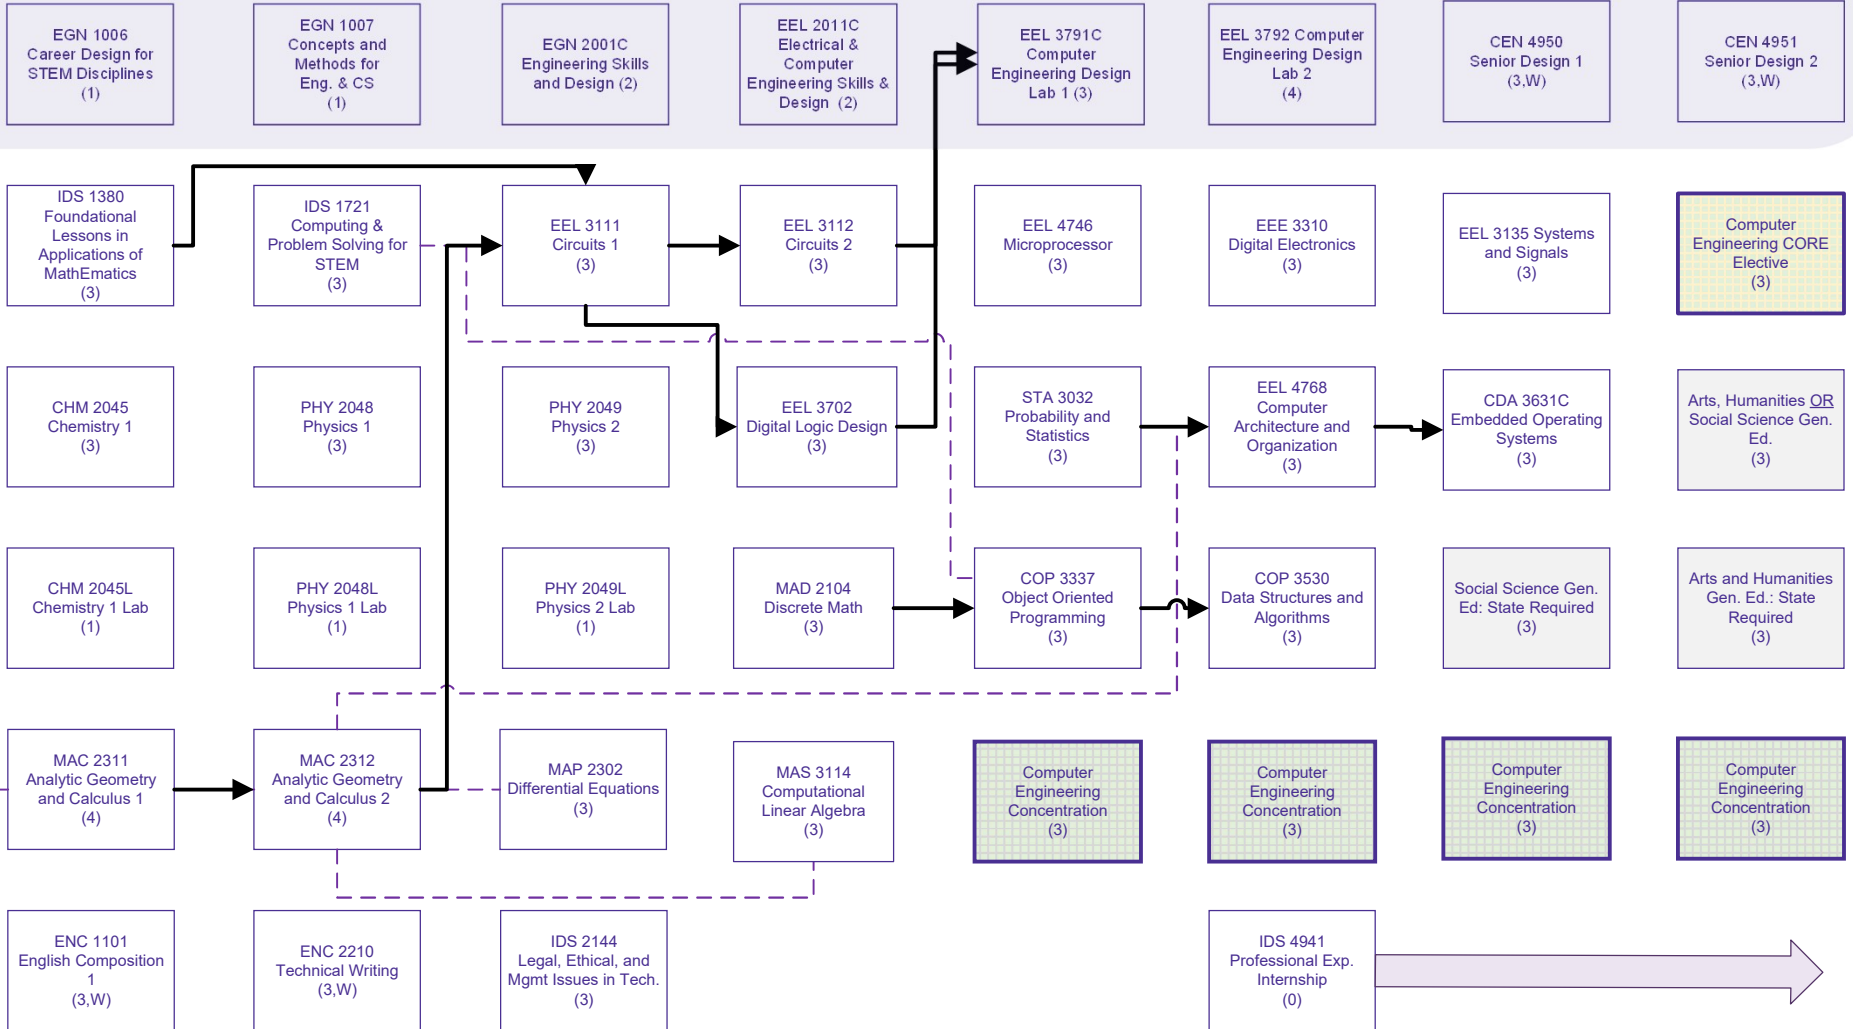 EGN 1006
Career Design for
STEM Disciplines
(1)
EGN 1007
Concepts and
Methods for
Eng. & CS
(1)
EGN 2001C
Engineering Skills
and Design (2)
EEL 2011C
Electrical &
Computer
Engineering Skills &
Design (2)
EEL 3791C
Computer
Engineering Design
Lab 1 (3)
EEL 3792 Computer
Engineering Design
Lab 2
(4)
CEN 4950
Senior Design 1
(3,W)
CEN 4951
Senior Design 2
(3,W)
IDS 1380
Foundational
Lessons in
Applications of
MathEmatics
(3)
IDS 1721
Computing &
Problem Solving for
STEM
(3)
EEL 3111
Circuits 1
(3)
EEL 3112
Circuits 2
(3)
EEL 4746
Microprocessor
(3)
EEE 3310
Digital Electronics
(3)
EEL 3135 Systems
and Signals
(3)
Computer
Engineering CORE
Elective
(3)
CHM 2045
Chemistry 1
(3)
PHY 2048
Physics 1
(3)
PHY 2049
Physics 2
(3)
EEL 3702
Digital Logic Design
(3)
STA 3032
Probability and
Statistics
(3)
EEL 4768
Computer
Architecture and
Organization
(3)
CDA 3631C
Embedded Operating
Systems
(3)
Arts, Humanities OR
Social Science Gen.
Ed.
(3)
CHM 2045L
Chemistry 1 Lab
(1)
PHY 2048L
Physics 1 Lab
(1)
PHY 2049L
Physics 2 Lab
(1)
MAD 2104
Discrete Math
(3)
COP 3337
Object Oriented
Programming
(3)
COP 3530
Data Structures and
Algorithms
(3)
Social Science Gen.
Ed: State Required
(3)
Arts and Humanities
Gen. Ed.: State
Required
(3)
MAC 2311
Analytic Geometry
and Calculus 1
(4)
MAC 2312
Analytic Geometry
and Calculus 2
(4)
MAP 2302
Differential Equations
(3)
MAS 3114
Computational
Linear Algebra
(3)
Computer
Engineering
Concentration
(3)
Computer
Engineering
Concentration
(3)
Computer
Engineering
Concentration
(3)
Computer
Engineering
Concentration
(3)
ENC 1101
English Composition
1
(3,W)
ENC 2210
Technical Writing
(3,W)
IDS 2144
Legal, Ethical, and
Mgmt Issues in Tech.
(3)
IDS 4941
Professional Exp.
Internship
(0)